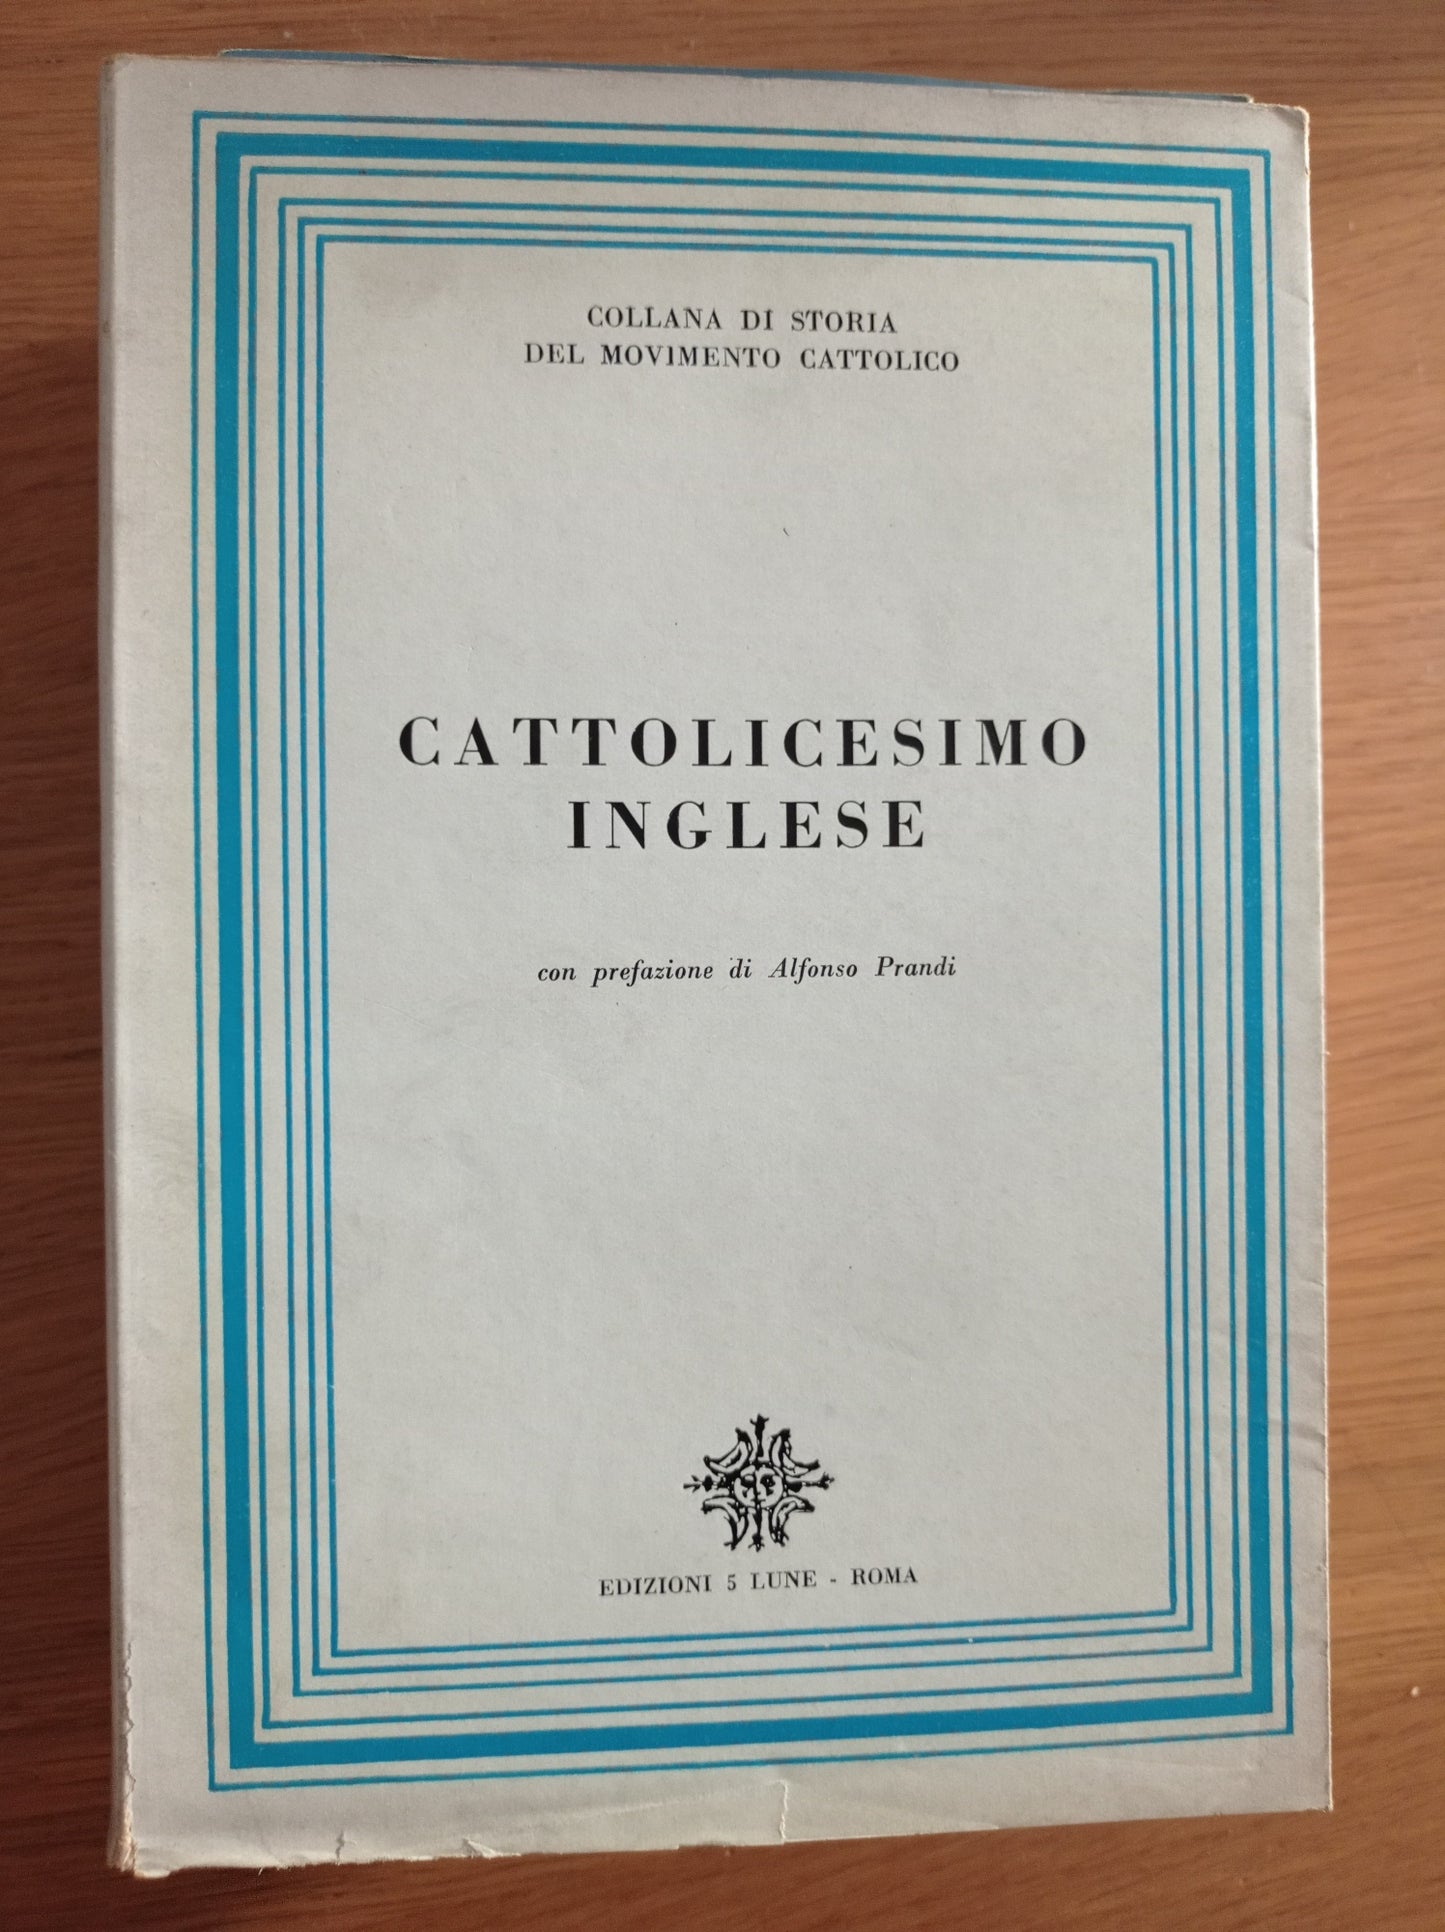 COLLANA DI STORIA
DEL MOVIMENTO CATTOLICO
CATTOLICESIMO
INGLESE
con prefazione di Alfonso Prandi
EDIZIONI 5 LUNE - ROMA